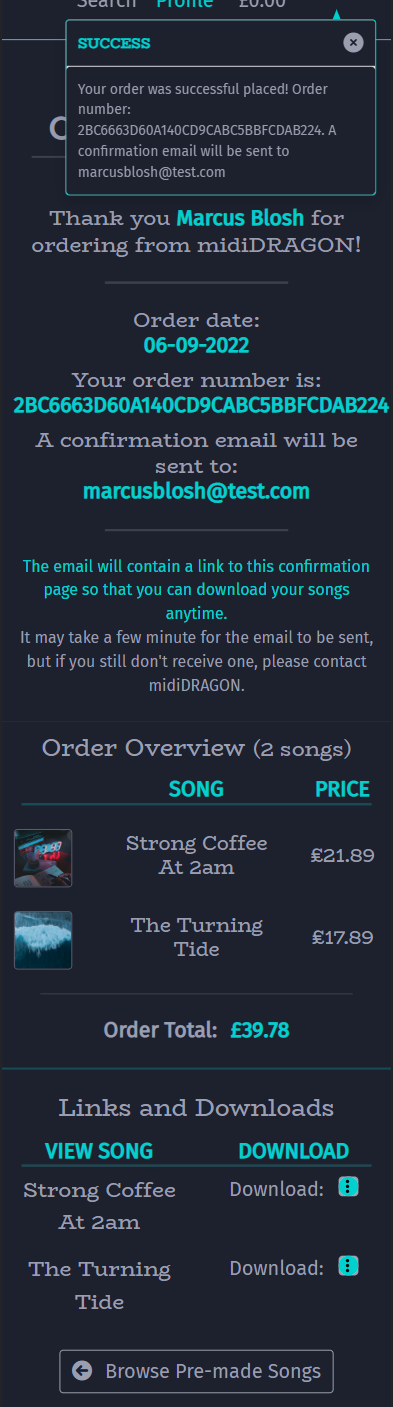 Search Profile £0.00
SUCCESS
Your order was successful placed! Order
number:
2BC6663D60A140CD9CABC5BBFCDAB224. A
confirmation email will be sent to
marcusblosh@test.com
Thank you Marcus Blosh for
ordering from midiDRAGON!
Order date:
06-09-2022
Your order number is:
2BC6663D60A140CD9CABC5BBFCDAB224
A confirmation email will be
sent to:
marcusblosh@test.com
The email will contain a link to this confirmation
page so that you can download your songs
anytime.
It may take a few minute for the email to be sent,
but if you still don't receive one, please contact
midiDRAGON.
Order Overview (2 songs)
SONG PRICE
Strong Coffee
At 2am
£21.89
The Turning
Tide
£17.89
Order Total: £39.78
Links and Downloads
VIEW SONG DOWNLOAD
Strong Coffee
At 2am
Download:
The Turning
Tide
Download:
Browse Pre-made Songs